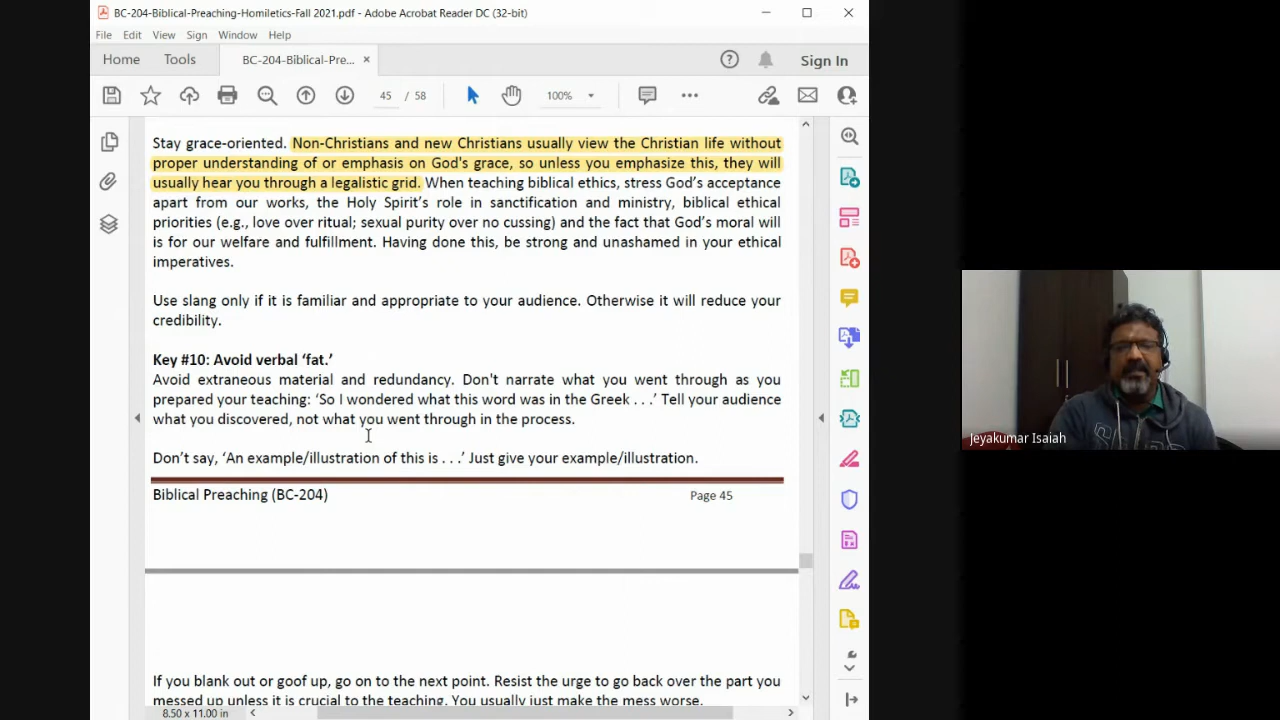 BC-204-Biblical-Preaching-Homiletics-Fall 2021.pdf - Adobe Acrobat Reader DC (32-bit)
File Edit View Sign Window Help
Home Tools BC-204-Biblical-Pre... × Sign In
45 / 58 100%
Stay grace-oriented. Non-Christians and new Christians usually view the Christian life without
proper understanding of or emphasis on God's grace, so unless you emphasize this, they will
usually hear you through a legalistic grid. When teaching biblical ethics, stress God's acceptance
apart from our works, the Holy Spirit's role in sanctification and ministry, biblical ethical
priorities (e.g., love over ritual; sexual purity over no cussing) and the fact that God's moral will
is for our welfare and fulfillment. Having done this, be strong and unashamed in your ethical
imperatives.
Use slang only if it is familiar and appropriate to your audience. Otherwise it will reduce your
credibility.
Key #10: Avoid verbal 'fat.'
Avoid extraneous material and redundancy. Don't narrate what you went through as you
prepared your teaching: 'So I wondered what this word was in the Greek . . .' Tell your audience
what you discovered, not what you went through in the process.
Don't say, 'An example/illustration of this is . . .' Just give your example/illustration.
Biblical Preaching (BC-204) Page 45
If you blank out or goof up, go on to the next point. Resist the urge to go back over the part you
messed up unless it is crucial to the teaching. You usually just make the mess worse.
8.50 x 11.00 in
Jeyakumar Isaiah